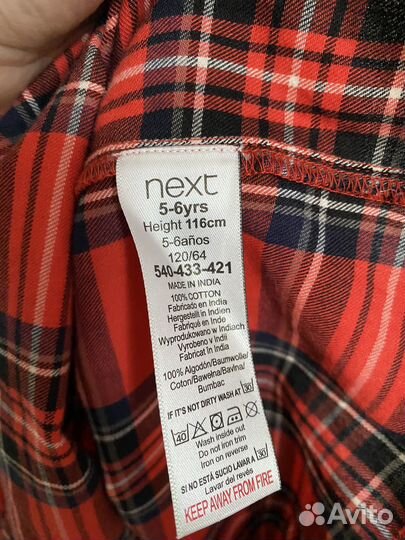 next
5-6yrs
Height 116cm
5-6años
120/64
540-433-421
MADE IN INDIA
100% COTTON
Fabricado en India
Hergestellt in Indien
Fabriqué en Inde
Wyprodukowano w Indiach
Vyrobeno v Indii
Fabricat în India
100% Algodón/Baumwolle/
Coton/Bawełna/Bavlna/
Bumbac
IF IT'S NOT DIRTY WASH AT 30
40
Wash inside out
Do not iron trim
Iron on reverse
SI NO ESTÁ SUCIO LAVAR A 30
Lavar del revés
KEEP AWAY FROM FIRE
Avito